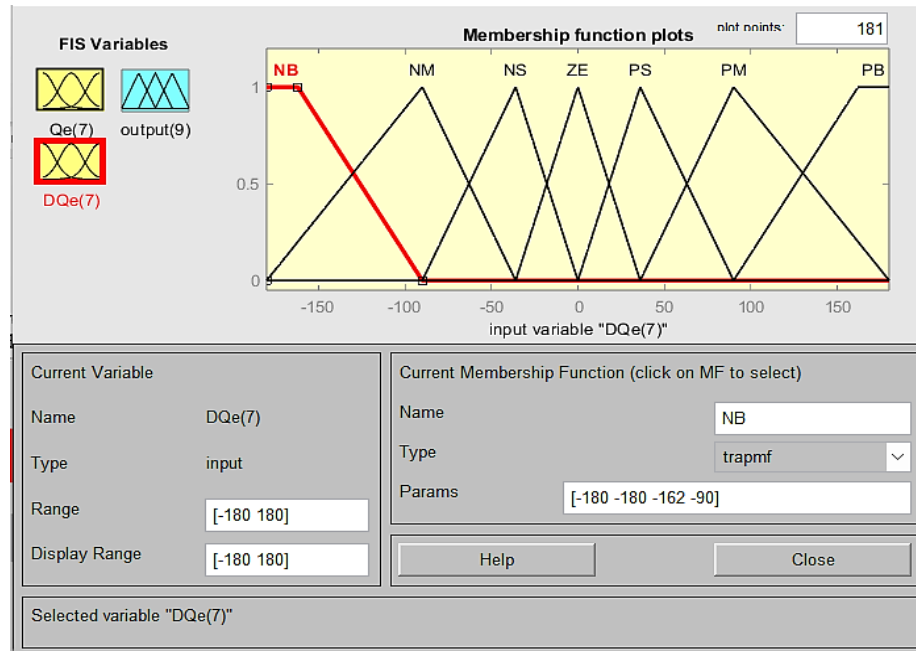 FIS Variables
Qe(7)
output(9)
DQe(7)
Membership function plots
plot points:
181
NB
NM
NS
ZE
PS
PM
PB
1
0.5
0
-150
-100
-50
0
50
100
150
input variable "DQe(7)"
Current Variable
Name
DQe(7)
Type
input
Range
[-180 180]
Display Range
[-180 180]
Current Membership Function (click on MF to select)
Name
NB
Type
trapmf
Params
[-180 -180 -162 -90]
Help
Close
Selected variable "DQe(7)"